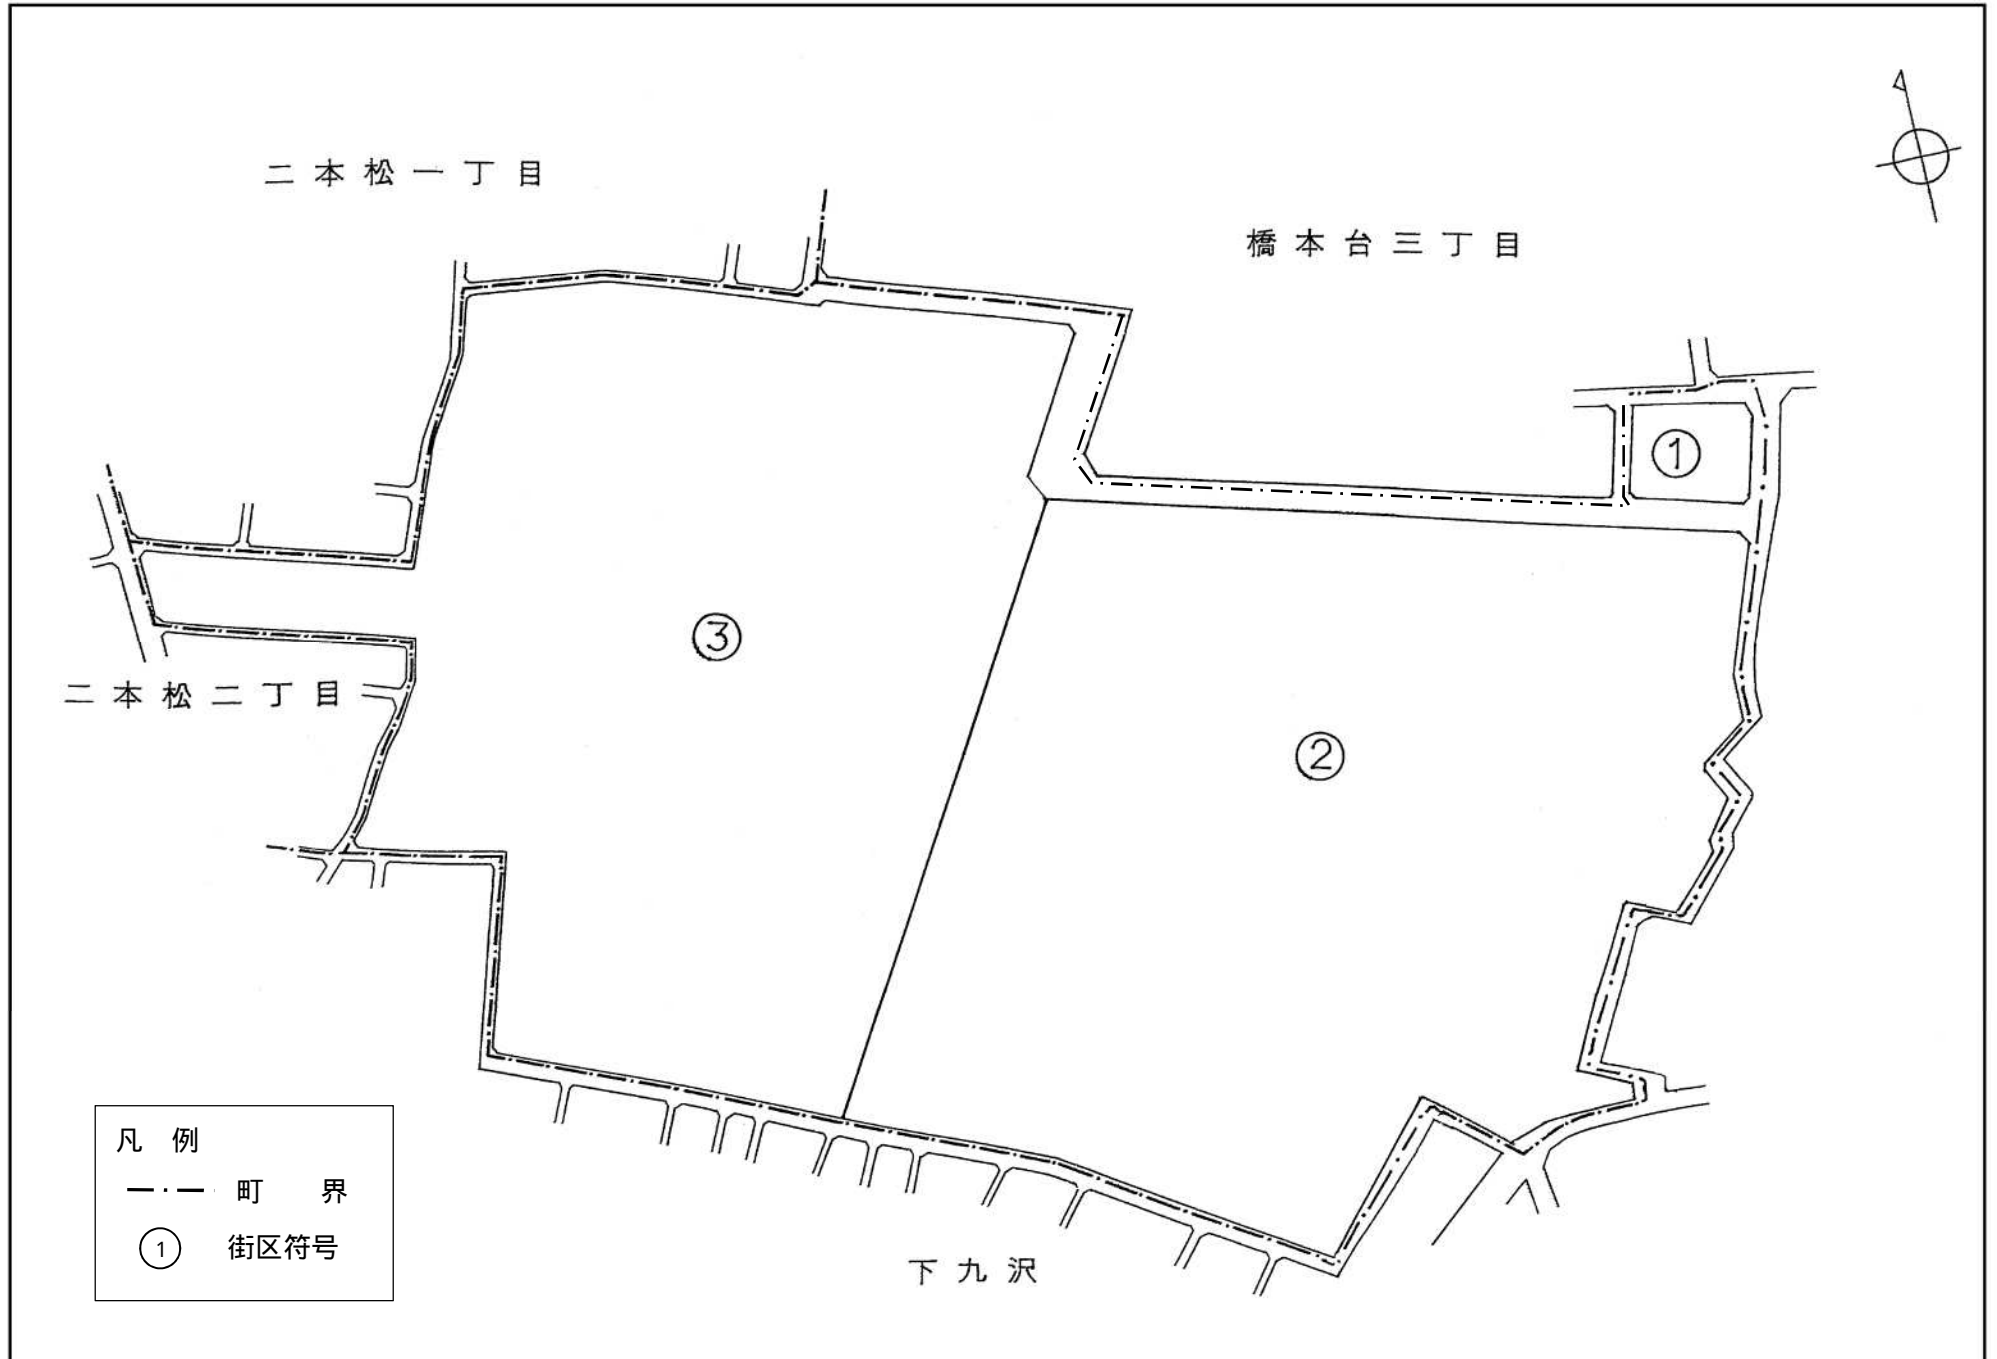 二本松一丁目
橋本台三丁目
①
③
二本松二丁目
②
下九沢
凡例
町界
① 街区符号